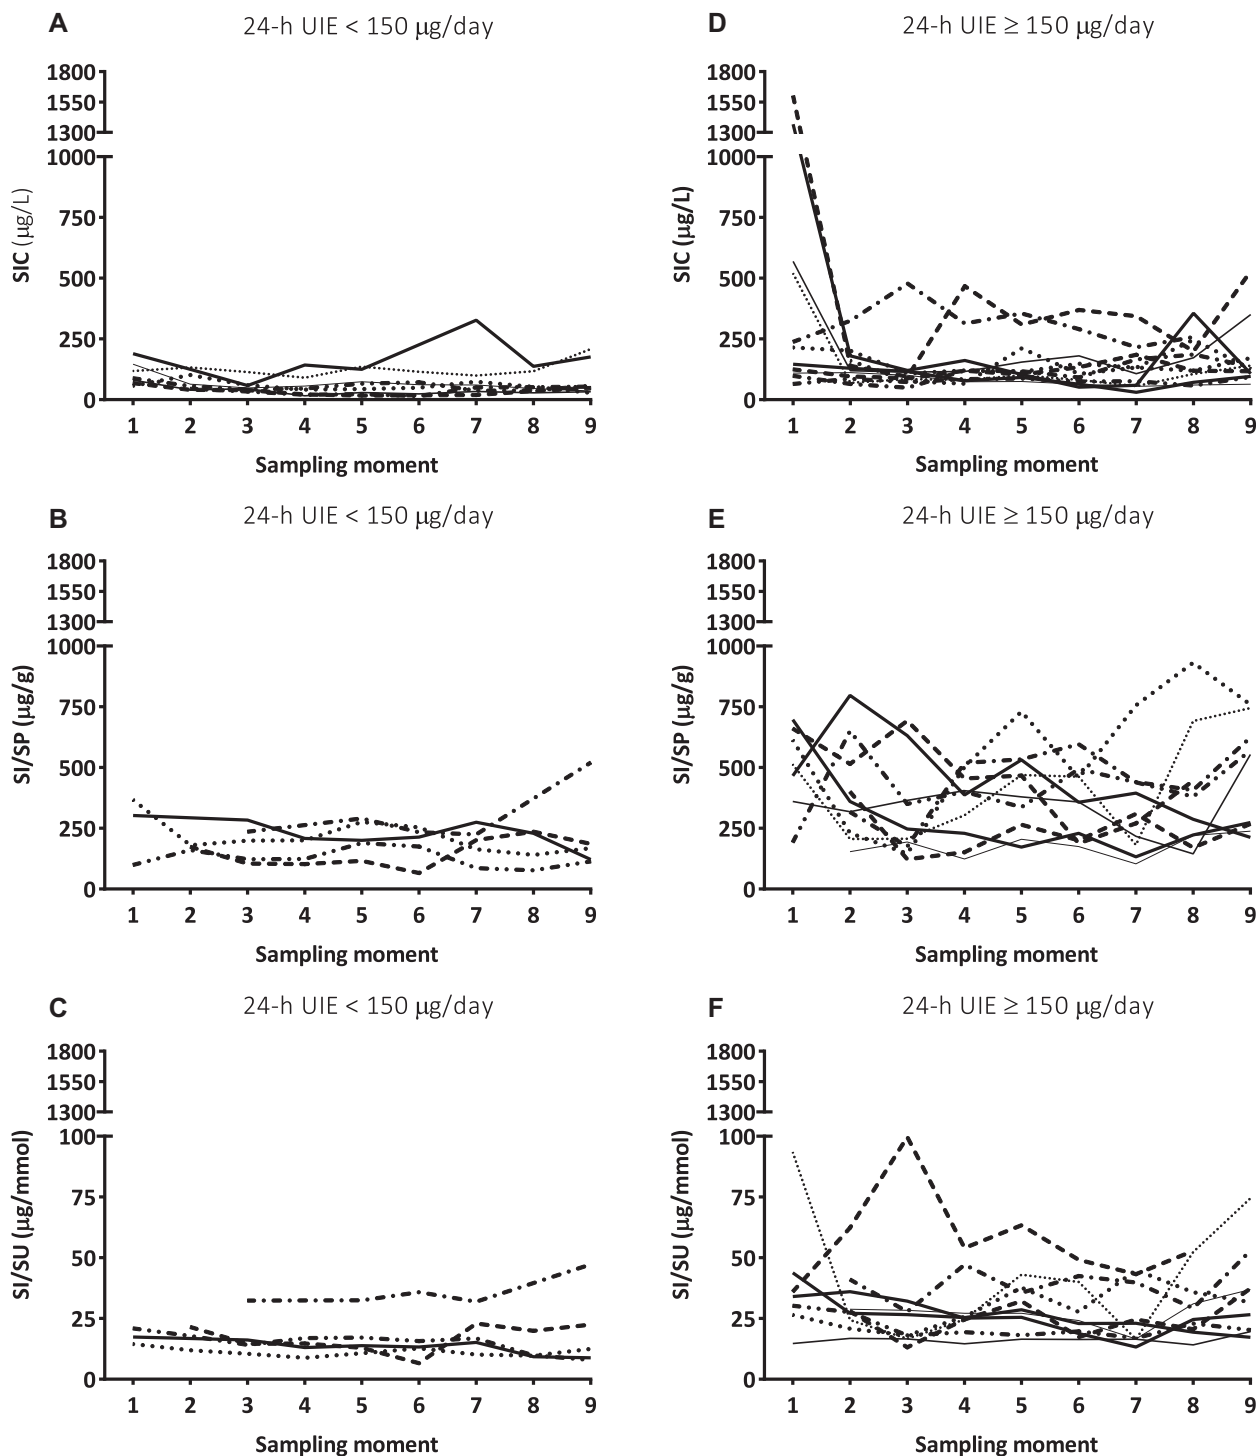 A
24-h UIE < 150 μg/day
SIC (μg/L)
1800
1550
1300
1000
750
500
250
0
1 2 3 4 5 6 7 8 9
Sampling moment
D
24-h UIE ≥ 150 μg/day
SIC (μg/L)
1800
1550
1300
1000
750
500
250
0
1 2 3 4 5 6 7 8 9
Sampling moment
B
24-h UIE < 150 μg/day
SI/SP (μg/g)
1800
1550
1300
1000
750
500
250
0
1 2 3 4 5 6 7 8 9
Sampling moment
E
24-h UIE ≥ 150 μg/day
SI/SP (μg/g)
1800
1550
1300
1000
750
500
250
0
1 2 3 4 5 6 7 8 9
Sampling moment
C
24-h UIE < 150 μg/day
SI/SU (μg/mmol)
1800
1550
1300
100
75
50
25
0
1 2 3 4 5 6 7 8 9
Sampling moment
F
24-h UIE ≥ 150 μg/day
SI/SU (μg/mmol)
1800
1550
1300
100
75
50
25
0
1 2 3 4 5 6 7 8 9
Sampling moment